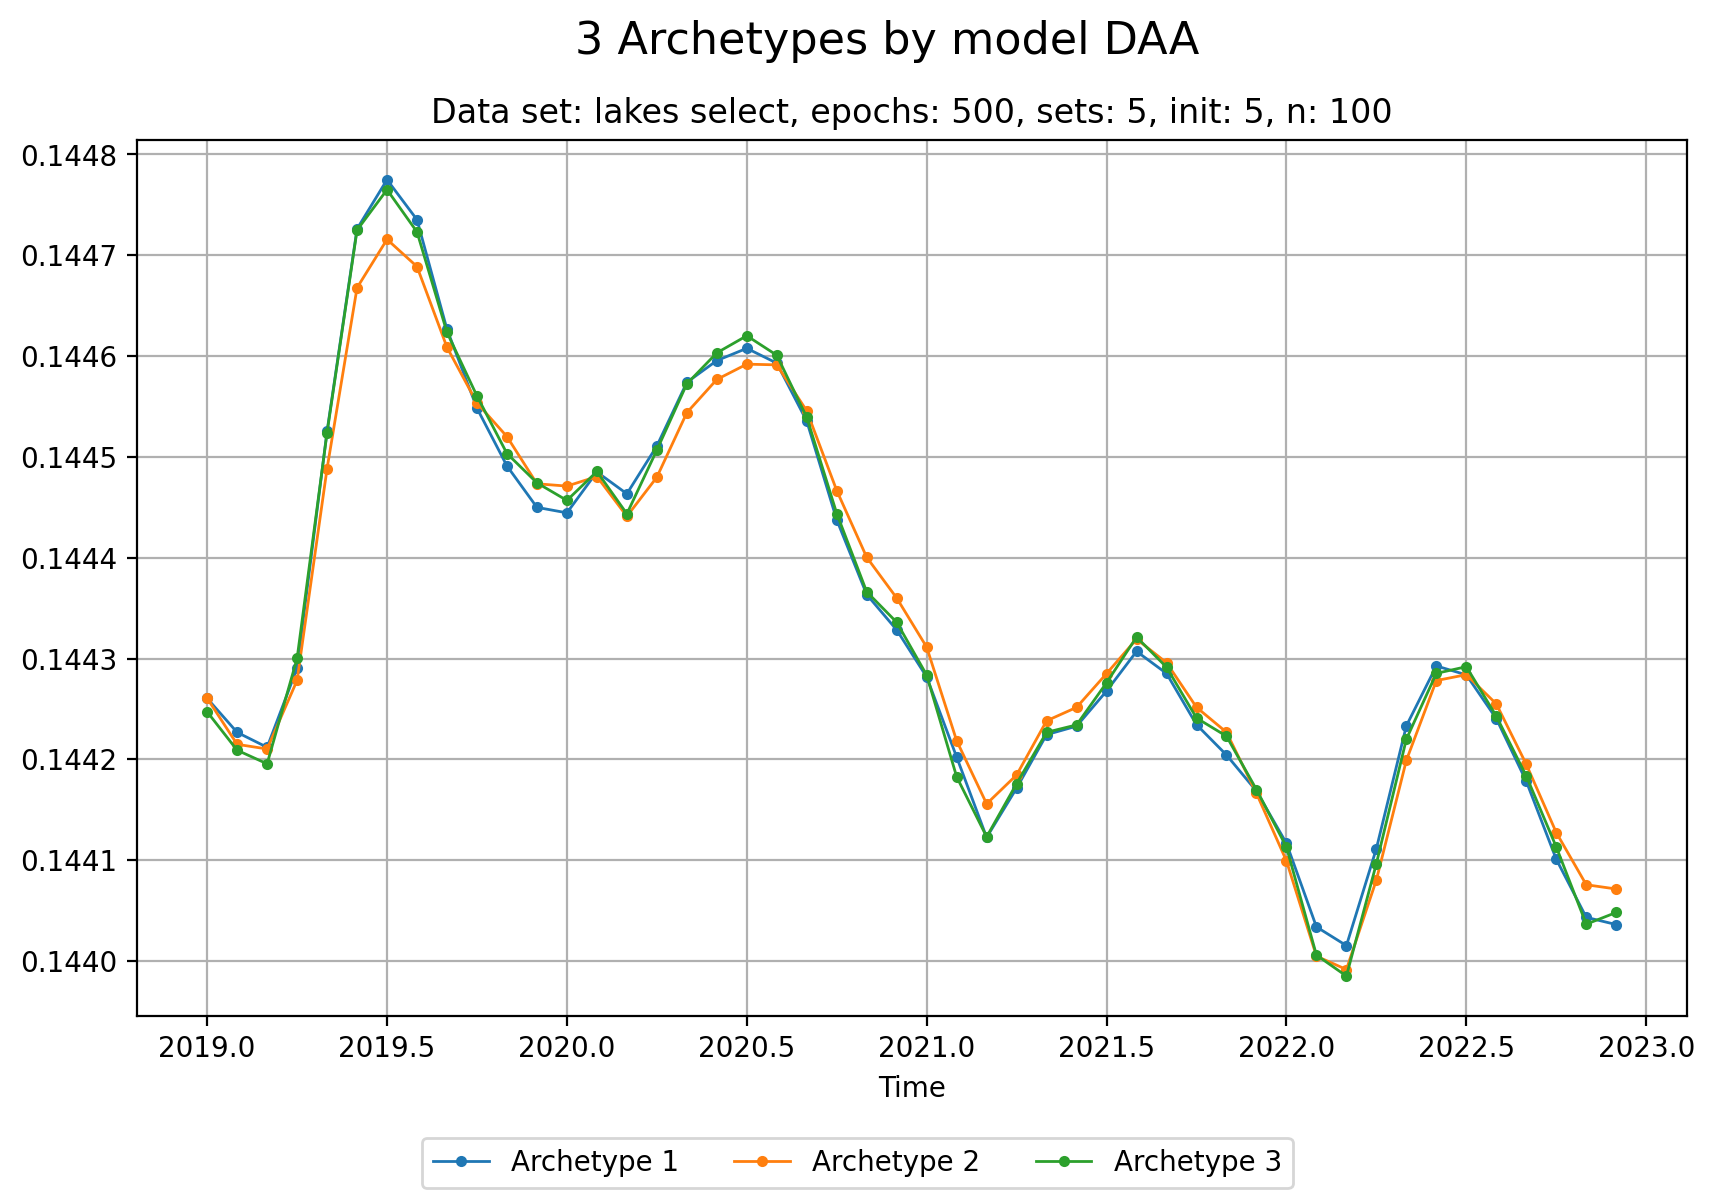 3 Archetypes by model DAA
Data set: lakes select, epochs: 500, sets: 5, init: 5, n: 100
0.1448
0.1447
0.1446
0.1445
0.1444
0.1443
0.1442
0.1441
0.1440
2019.0 2019.5 2020.0 2020.5 2021.0 2021.5 2022.0 2022.5 2023.0
Time
Archetype 1 Archetype 2 Archetype 3